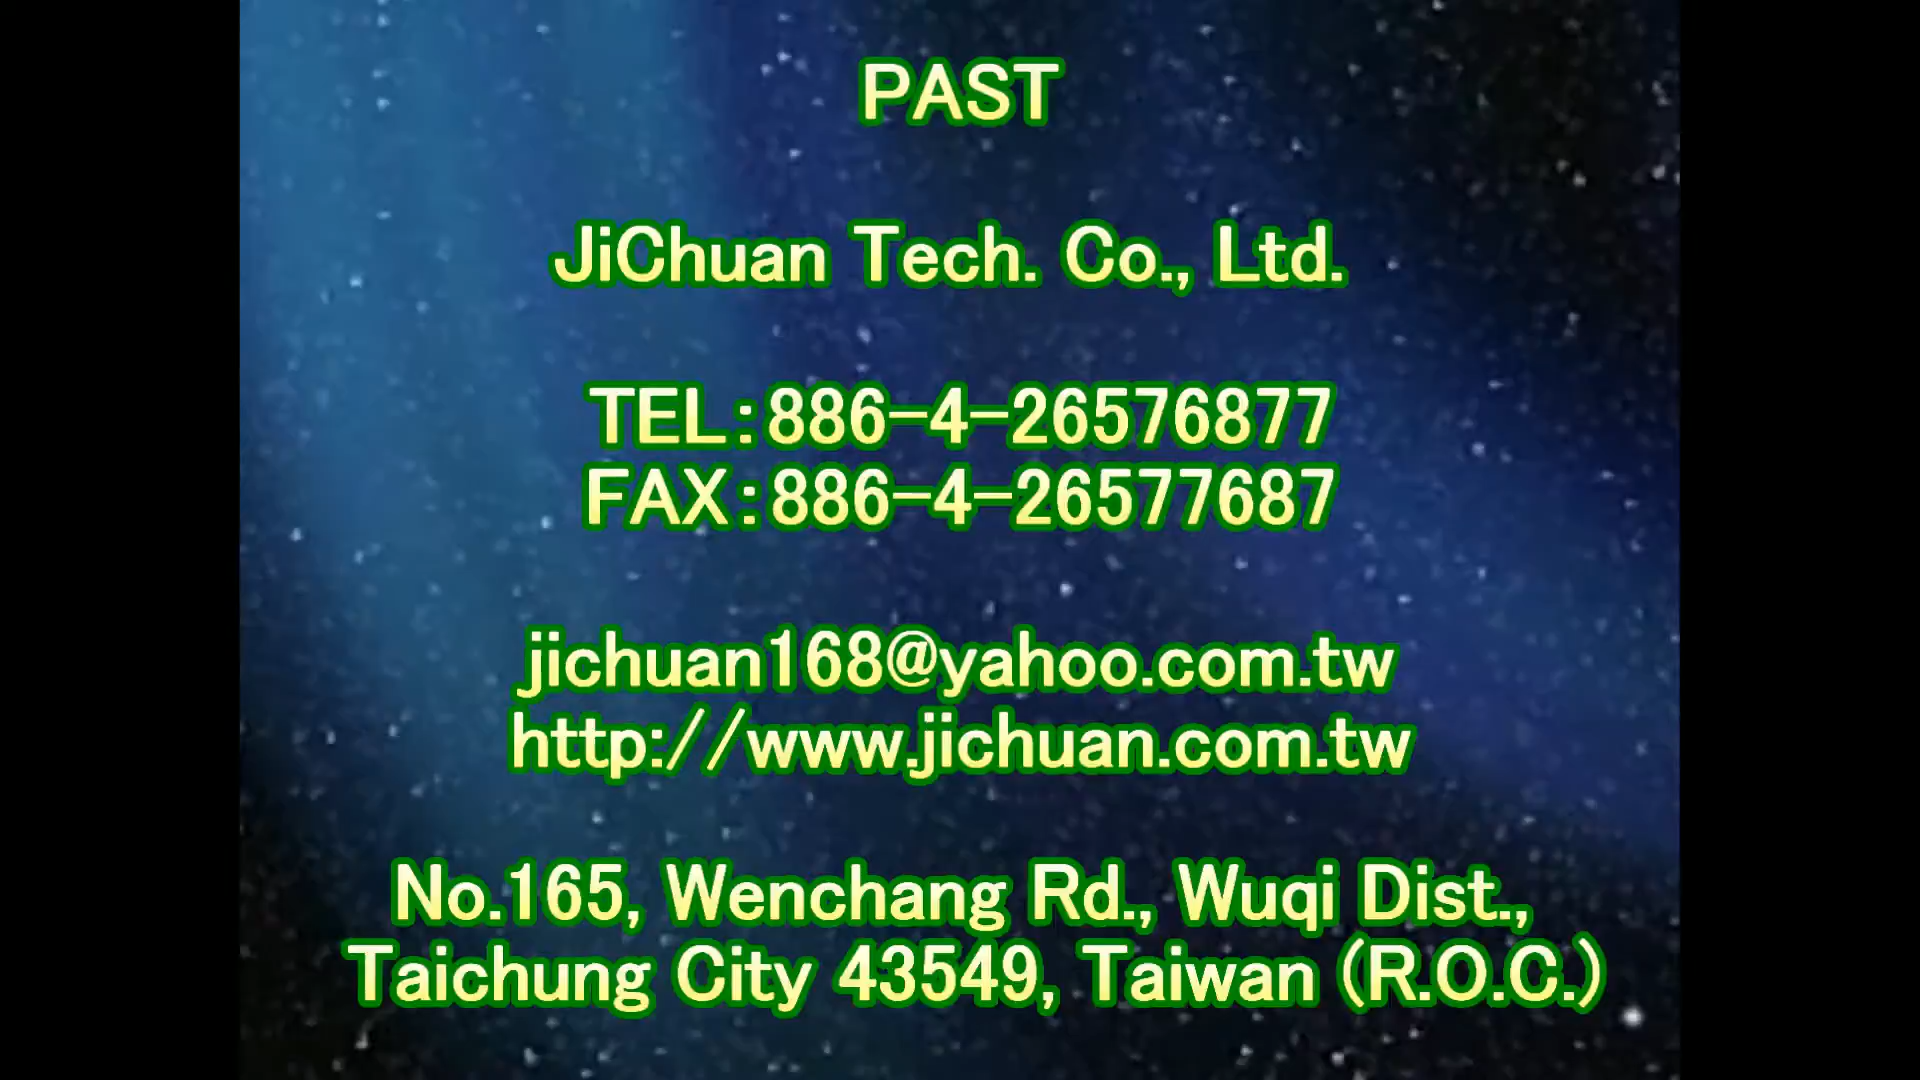 PAST
JiChuan Tech. Co., Ltd.
TEL:886-4-26576877
FAX:886-4-26577687
jichuan168@yahoo.com.tw
http://www.jichuan.com.tw
No.165, Wenchang Rd., Wuqi Dist.,
Taichung City 43549, Taiwan (R.O.C.)